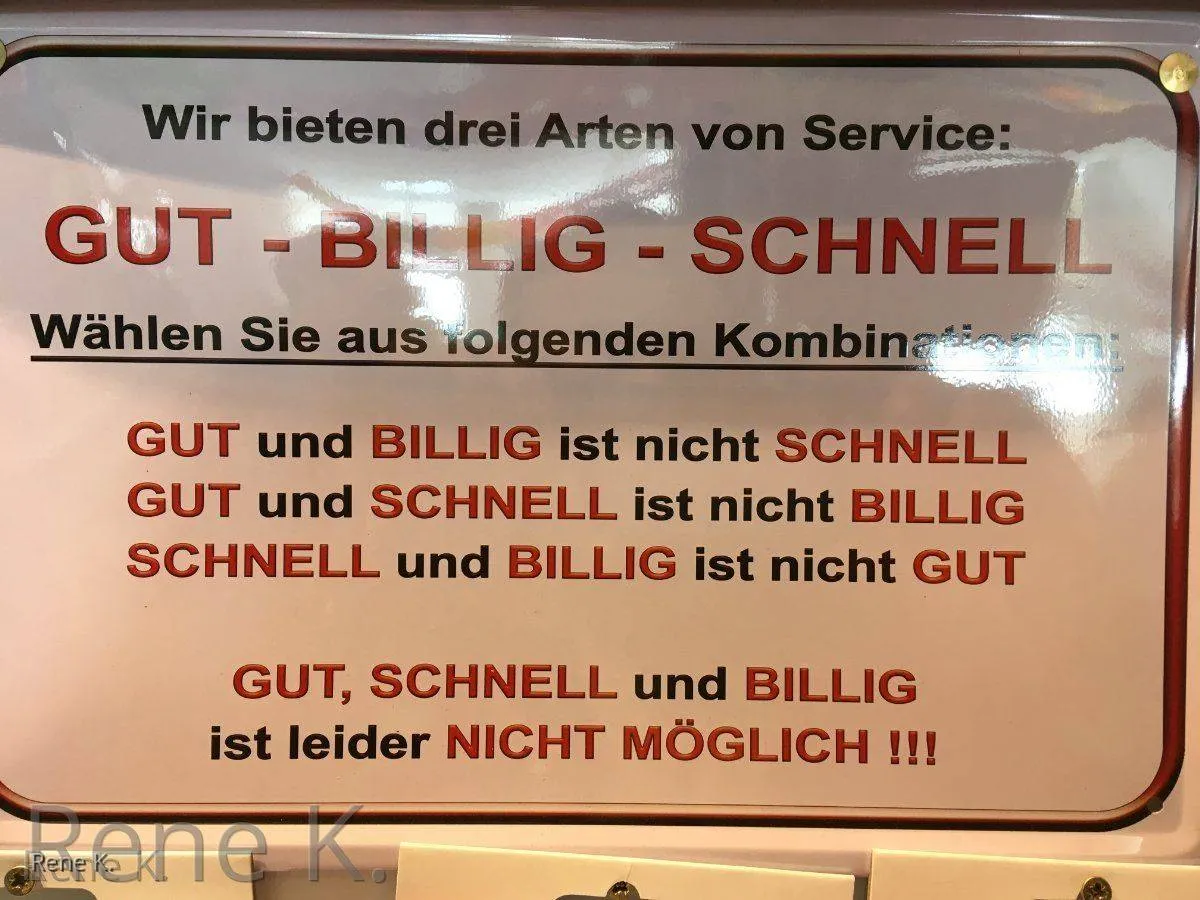 Wir bieten drei Arten von Service:
GUT - BILLIG - SCHNELL
Wählen Sie aus folgenden Kombinationen:
GUT und BILLIG ist nicht SCHNELL
GUT und SCHNELL ist nicht BILLIG
SCHNELL und BILLIG ist nicht GUT
GUT, SCHNELL und BILLIG
ist leider NICHT MÖGLICH !!!
Rene K.
Rene K.